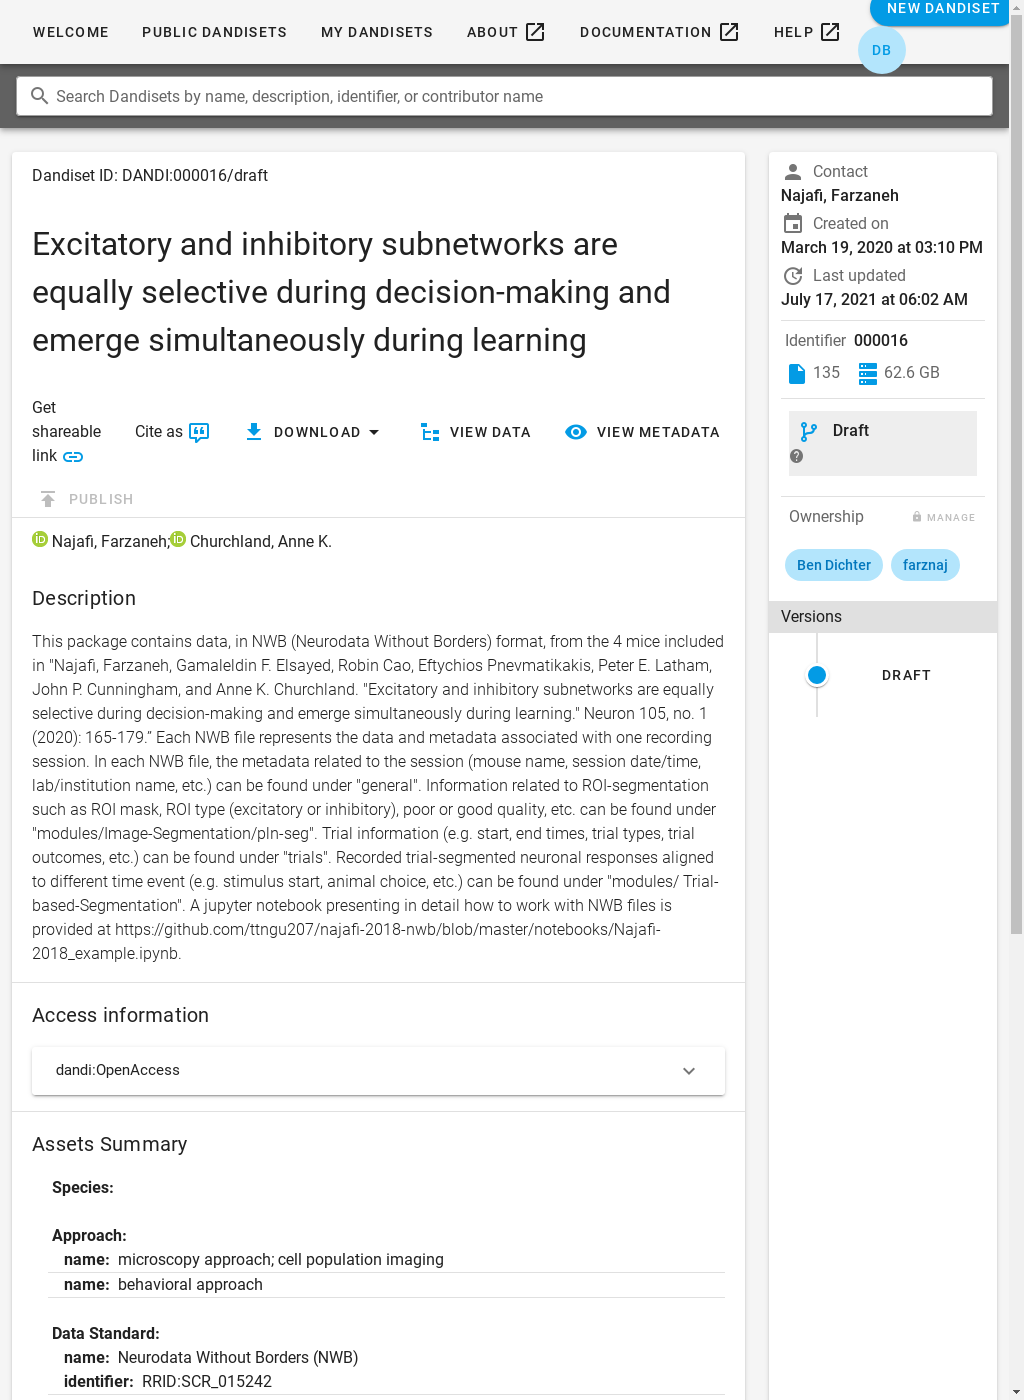 WELCOME
PUBLIC DANDISETS
MY DANDISETS
ABOUT
DOCUMENTATION
HELP
NEW DANDISET
DB
Search Dandisets by name, description, identifier, or contributor name
Dandiset ID: DANDI:000016/draft
Excitatory and inhibitory subnetworks are
equally selective during decision-making and
emerge simultaneously during learning
Get
shareable
link
Cite as
DOWNLOAD
VIEW DATA
VIEW METADATA
PUBLISH
iD Najafi, Farzaneh; iD Churchland, Anne K.
Description
This package contains data, in NWB (Neurodata Without Borders) format, from the 4 mice included
in "Najafi, Farzaneh, Gamaleldin F. Elsayed, Robin Cao, Eftychios Pnevmatikakis, Peter E. Latham,
John P. Cunningham, and Anne K. Churchland. "Excitatory and inhibitory subnetworks are equally
selective during decision-making and emerge simultaneously during learning." Neuron 105, no. 1
(2020): 165-179.” Each NWB file represents the data and metadata associated with one recording
session. In each NWB file, the metadata related to the session (mouse name, session date/time,
lab/institution name, etc.) can be found under "general". Information related to ROI-segmentation
such as ROI mask, ROI type (excitatory or inhibitory), poor or good quality, etc. can be found under
"modules/Image-Segmentation/pln-seg". Trial information (e.g. start, end times, trial types, trial
outcomes, etc.) can be found under "trials". Recorded trial-segmented neuronal responses aligned
to different time event (e.g. stimulus start, animal choice, etc.) can be found under "modules/ Trial-
based-Segmentation". A jupyter notebook presenting in detail how to work with NWB files is
provided at https://github.com/ttngu207/najafi-2018-nwb/blob/master/notebooks/Najafi-
2018_example.ipynb.
Access information
dandi:OpenAccess
Assets Summary
Species:
Approach:
name: microscopy approach; cell population imaging
name: behavioral approach
Data Standard:
name: Neurodata Without Borders (NWB)
identifier: RRID:SCR_015242
Contact
Najafi, Farzaneh
Created on
March 19, 2020 at 03:10 PM
Last updated
July 17, 2021 at 06:02 AM
Identifier 000016
135
62.6 GB
Draft
Ownership
MANAGE
Ben Dichter
farznaj
Versions
DRAFT